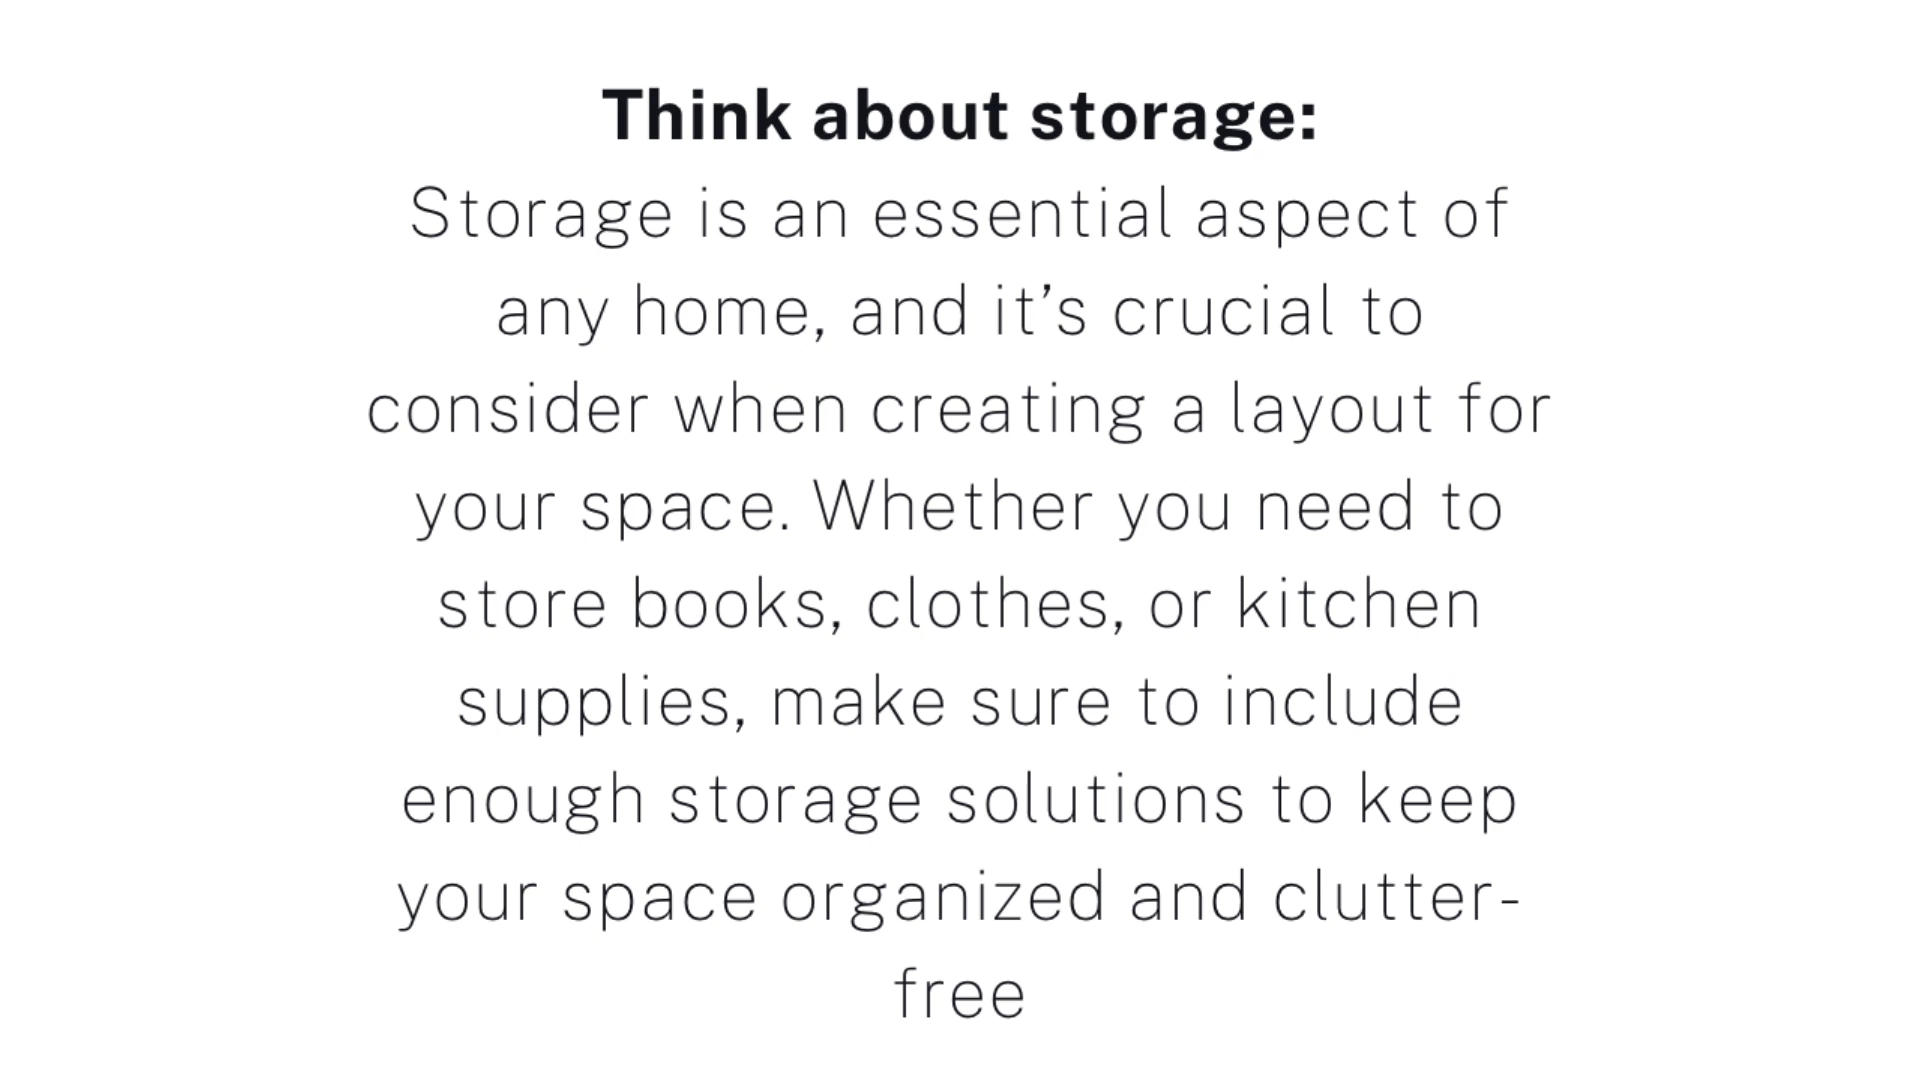 Think about storage:
Storage is an essential aspect of
any home, and it’s crucial to
consider when creating a layout for
your space. Whether you need to
store books, clothes, or kitchen
supplies, make sure to include
enough storage solutions to keep
your space organized and clutter-
free